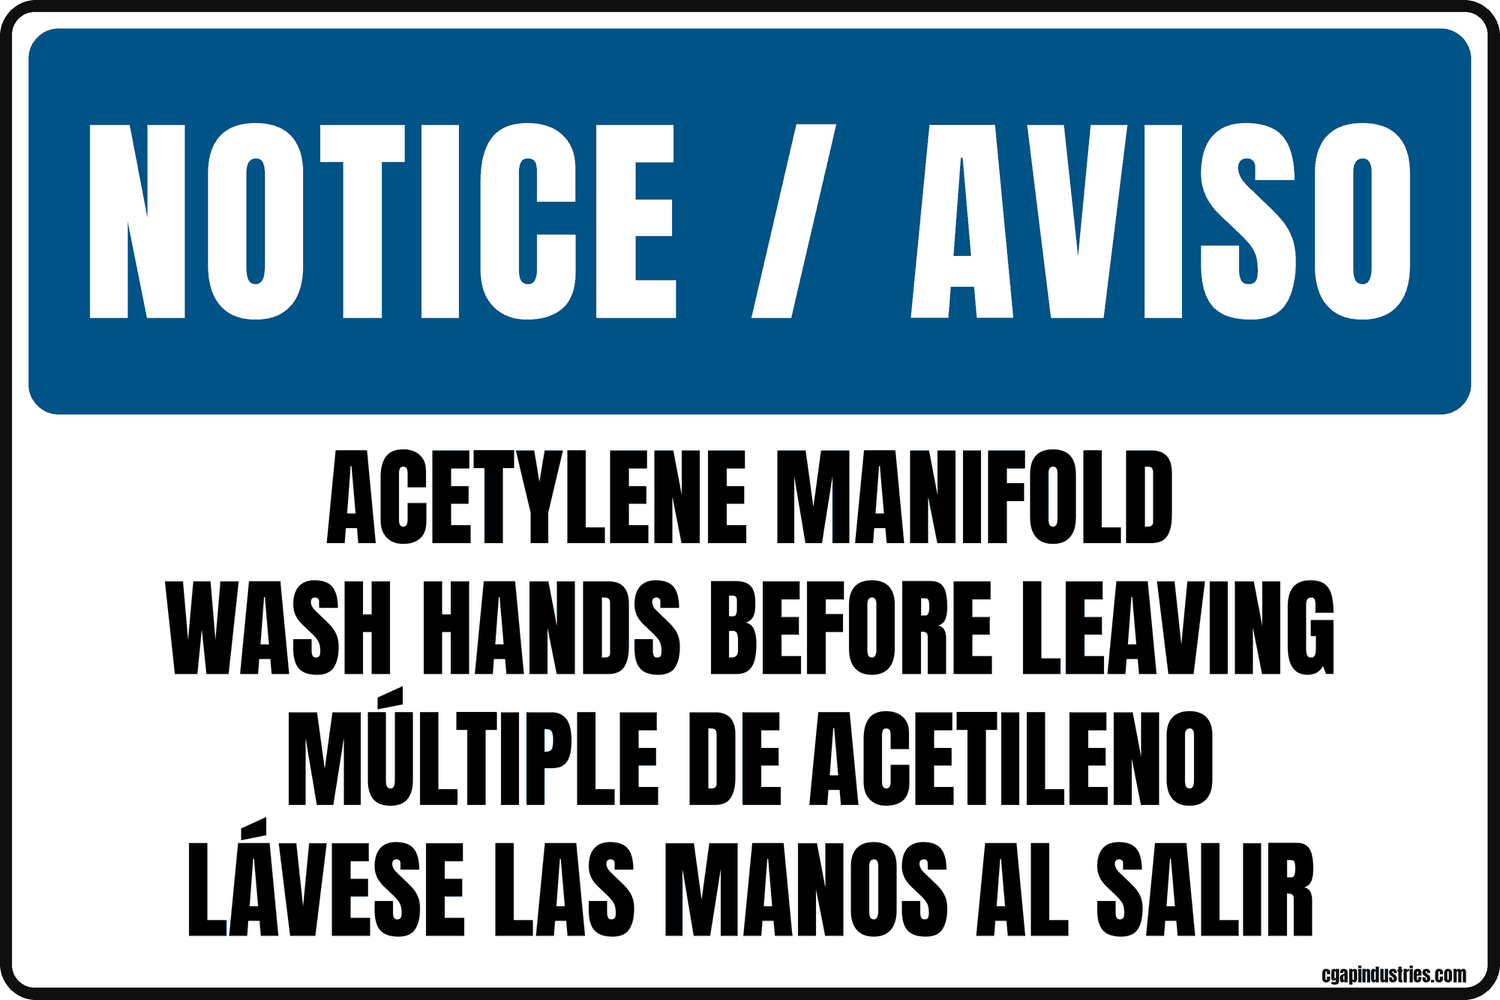 NOTICE / AVISO
ACETYLENE MANIFOLD
WASH HANDS BEFORE LEAVING
MÚLTIPLE DE ACETILENO
LÁVESE LAS MANOS AL SALIR
cgapindustries.com